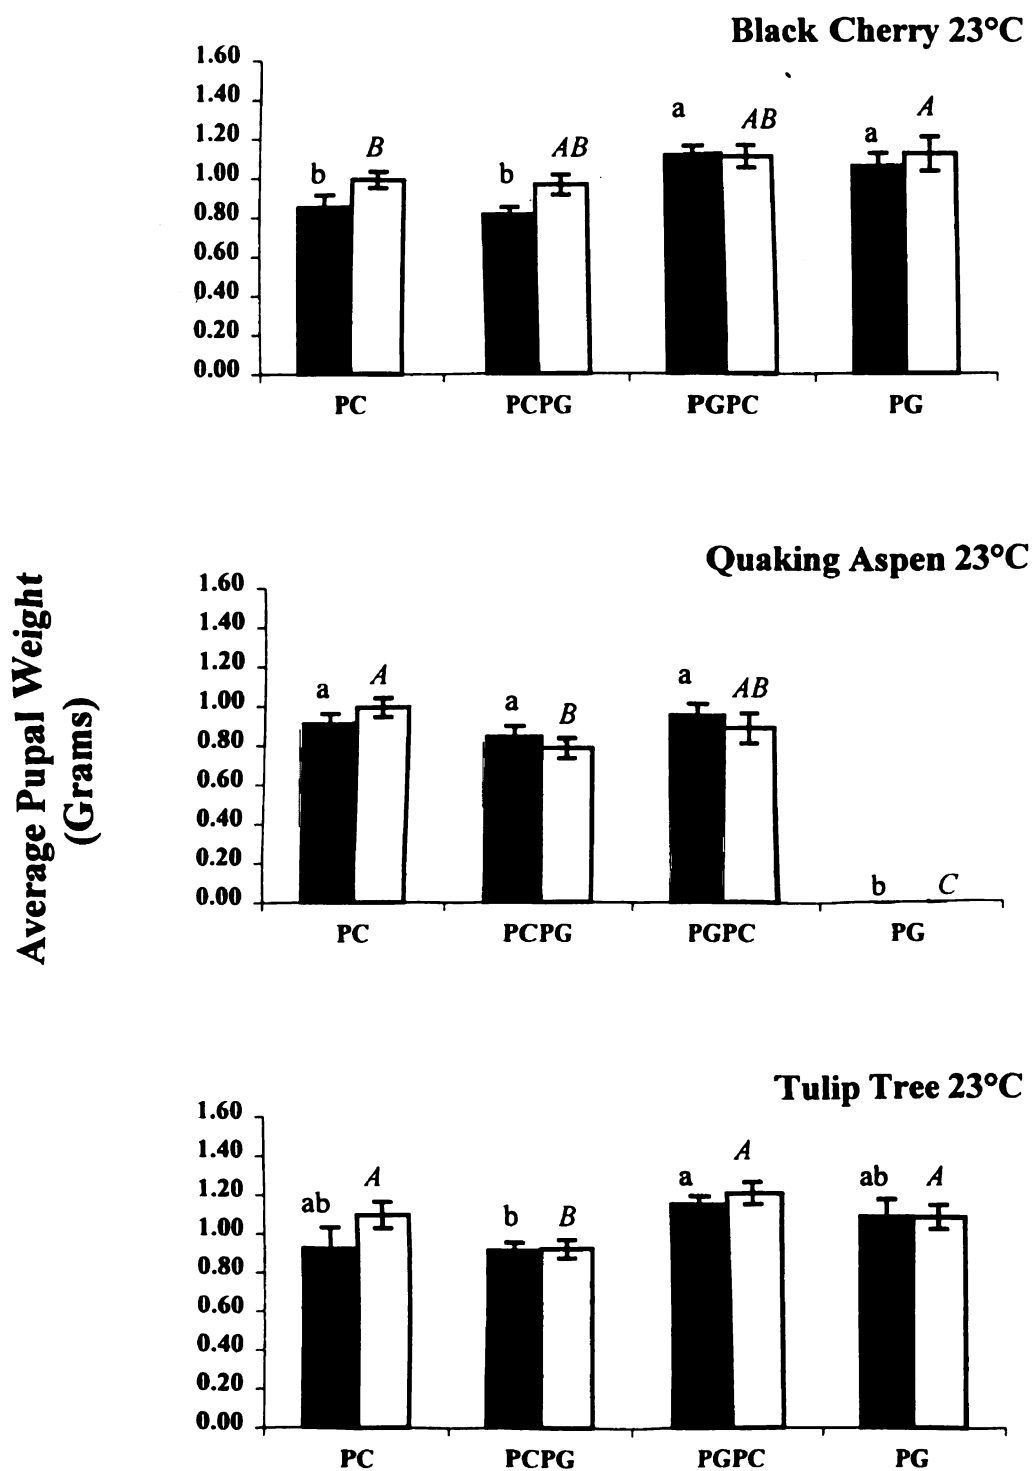 Black Cherry 23°C
1.60
1.40
1.20
1.00
0.80
0.60
0.40
0.20
0.00
b B b AB a AB a A
PC PCPG PGPC PG
Average Pupal Weight
(Grams)
Quaking Aspen 23°C
1.60
1.40
1.20
1.00
0.80
0.60
0.40
0.20
0.00
a A a B a AB b C
PC PCPG PGPC PG
Tulip Tree 23°C
1.60
1.40
1.20
1.00
0.80
0.60
0.40
0.20
0.00
ab A b B a A ab A
PC PCPG PGPC PG